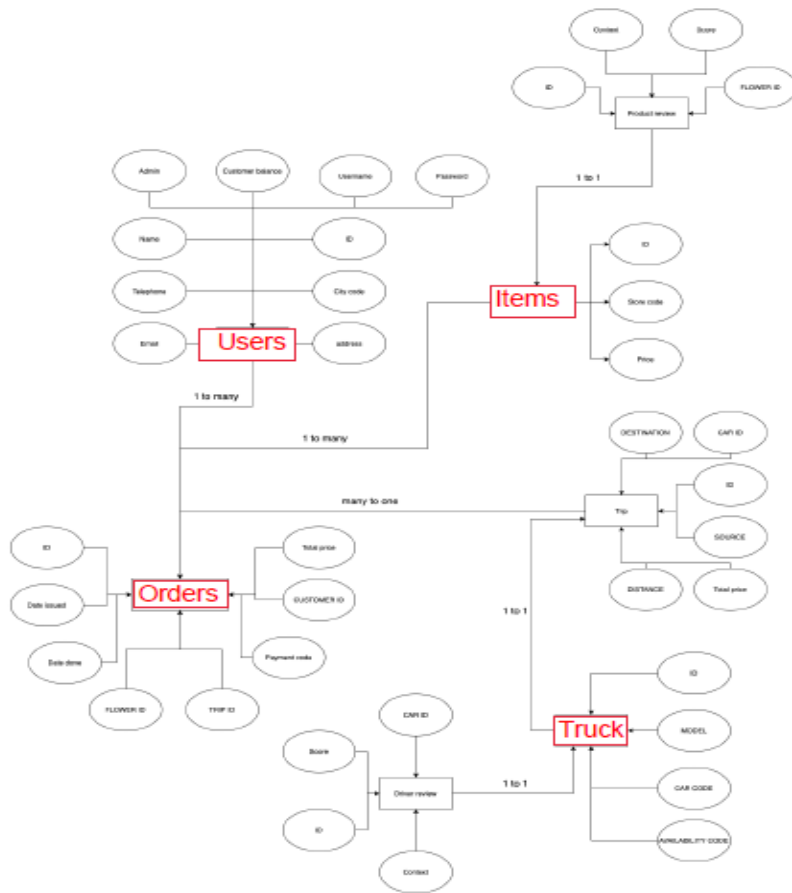 Context
Score
ID
FLOWER ID
Product review
1 to 1
Admin
Customer balance
Username
Password
Name
ID
Telephone
City code
Email
Users
address
Items
ID
Store code
Price
1 to many
1 to many
many to one
DESTINATION
CAR ID
ID
Trip
SOURCE
DISTANCE
Total price
ID
Total price
Orders
Date issued
CUSTOMER ID
Date done
Payment code
FLOWER ID
TRIP ID
1 to 1
ID
Truck
MODEL
CAR CODE
AVAILABILITY CODE
CAR ID
Score
Driver review
1 to 1
ID
Context